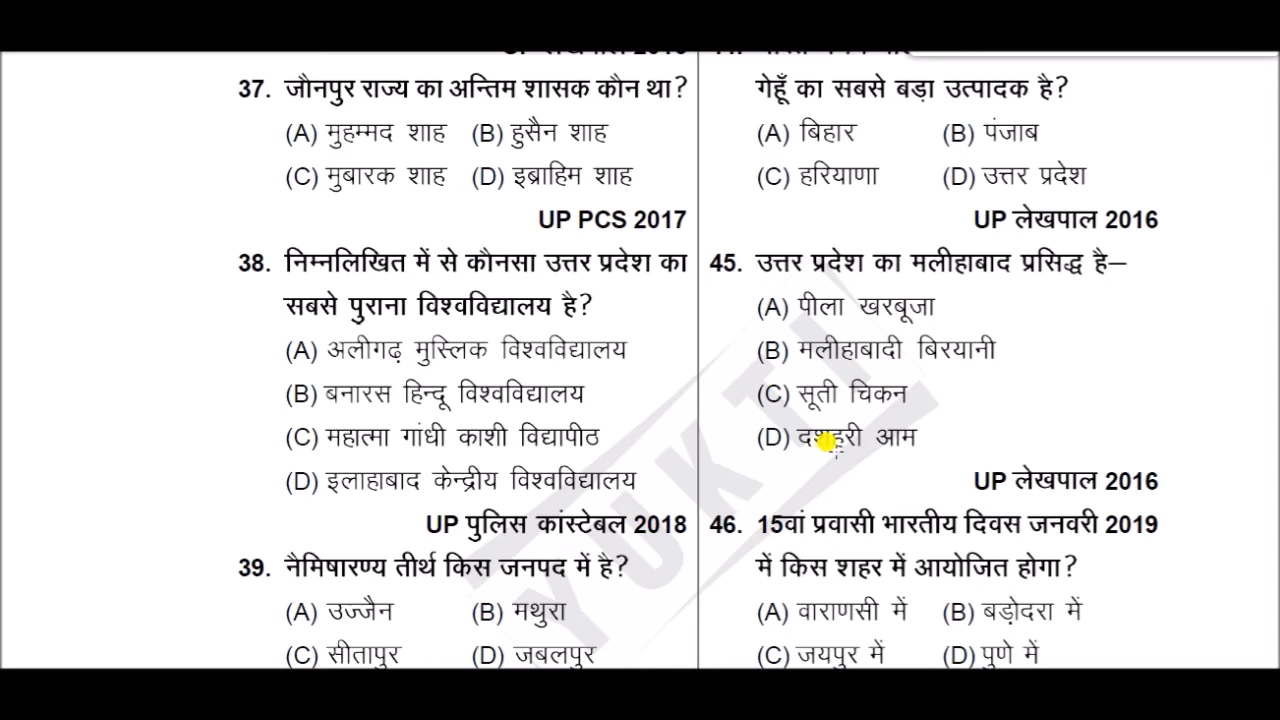 37. जौनपुर राज्य का अन्तिम शासक कौन था?
(A) मुहम्मद शाह (B) हुसैन शाह
(C) मुबारक शाह (D) इब्राहिम शाह
UP PCS 2017
38. निम्नलिखित में से कौनसा उत्तर प्रदेश का
सबसे पुराना विश्वविद्यालय है?
(A) अलीगढ़ मुस्लिक विश्वविद्यालय
(B) बनारस हिन्दू विश्वविद्यालय
(C) महात्मा गांधी काशी विद्यापीठ
(D) इलाहाबाद केन्द्रीय विश्वविद्यालय
UP पुलिस कांस्टेबल 2018
39. नैमिषारण्य तीर्थ किस जनपद में है?
(A) उज्जैन (B) मथुरा
(C) सीतापुर (D) जबलपुर
गेहूँ का सबसे बड़ा उत्पादक है?
(A) बिहार (B) पंजाब
(C) हरियाणा (D) उत्तर प्रदेश
UP लेखपाल 2016
45. उत्तर प्रदेश का मलीहाबाद प्रसिद्ध है–
(A) पीला खरबूजा
(B) मलीहाबादी बिरयानी
(C) सूती चिकन
(D) दशहरी आम
UP लेखपाल 2016
46. 15वां प्रवासी भारतीय दिवस जनवरी 2019
में किस शहर में आयोजित होगा?
(A) वाराणसी में (B) बड़ोदरा में
(C) जयपुर में (D) पुणे में
YUKTI